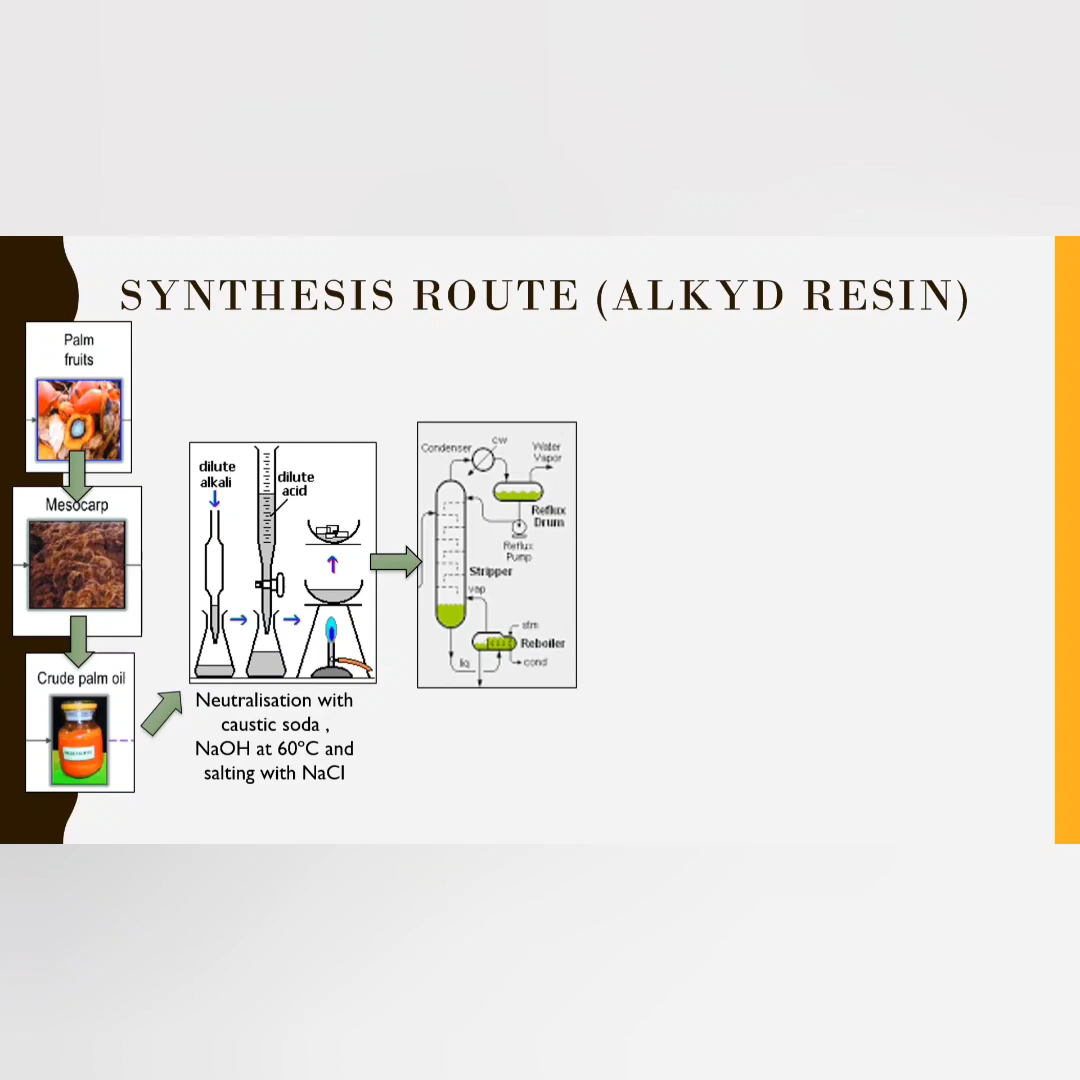 SYNTHESIS ROUTE (ALKYD RESIN)
Palm
fruits
Mesocarp
Crude palm oil
dilute
alkali
dilute
acid
Neutralisation with
caustic soda ,
NaOH at 60°C and
salting with NaCl
Condenser
cw
Water
Vapor
Reflux
Drum
Reflux
Pump
Stripper
vap
stm
Reboiler
liq
cond